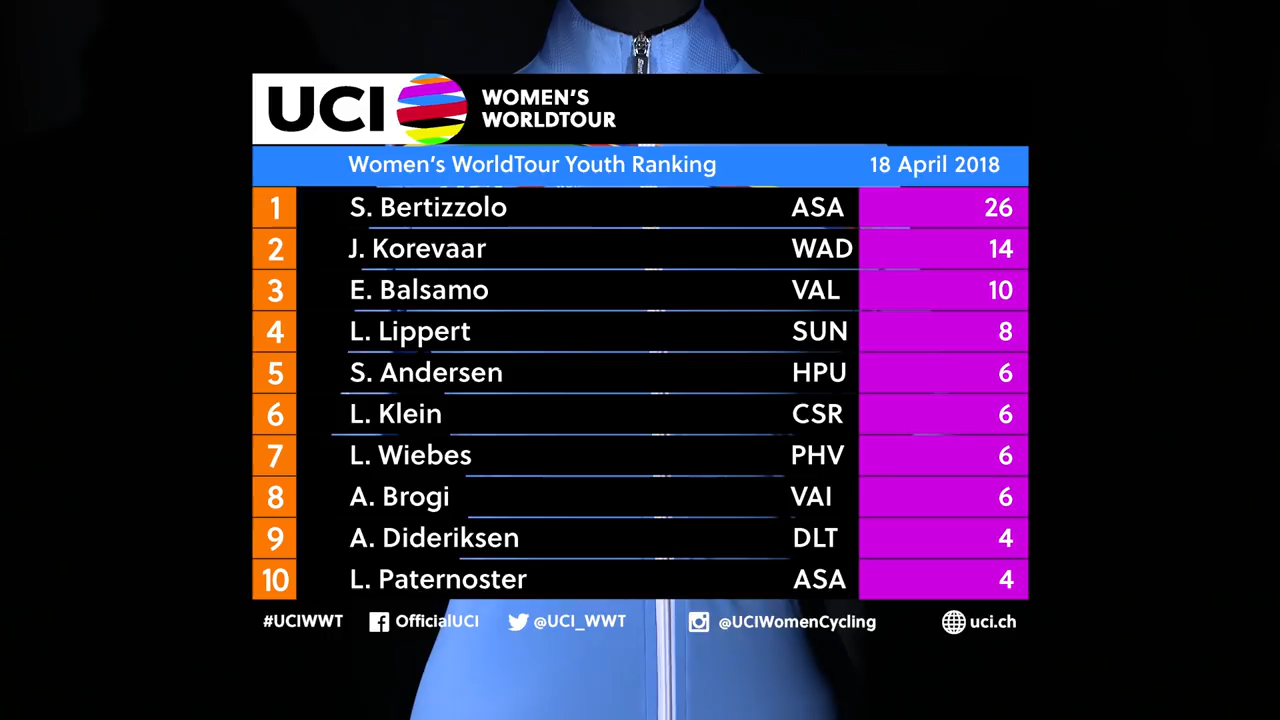 UCI WOMEN'S WORLDTOUR
Women's WorldTour Youth Ranking 18 April 2018
1 S. Bertizzolo ASA 26
2 J. Korevaar WAD 14
3 E. Balsamo VAL 10
4 L. Lippert SUN 8
5 S. Andersen HPU 6
6 L. Klein CSR 6
7 L. Wiebes PHV 6
8 A. Brogi VAI 6
9 A. Dideriksen DLT 4
10 L. Paternoster ASA 4
#UCIWWT OfficialUCI @UCI_WWT @UCIWomenCycling uci.ch